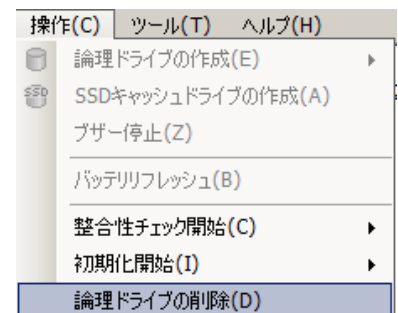 操作(C) ツール(T) ヘルプ(H)
論理ドライブの作成(E)
SSD SSDキャッシュドライブの作成(A)
ブザー停止(Z)
バッテリリフレッシュ(B)
整合性チェック開始(C)
初期化開始(I)
論理ドライブの削除(D)